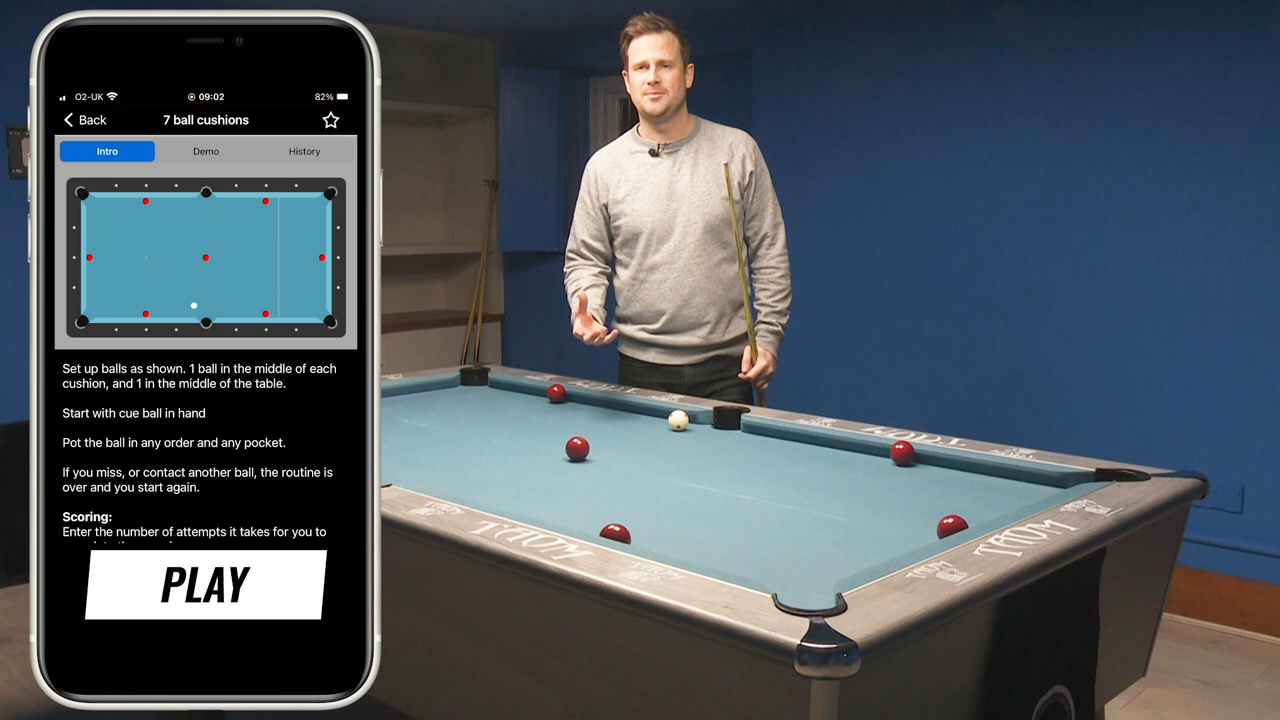 O2-UK
09:02
82%
Back
7 ball cushions
Intro
Demo
History
Set up balls as shown. 1 ball in the middle of each
cushion, and 1 in the middle of the table.
Start with cue ball in hand
Pot the ball in any order and any pocket.
If you miss, or contact another ball, the routine is
over and you start again.
Scoring:
Enter the number of attempts it takes for you to
PLAY
TAOM
TAOM
TAOM